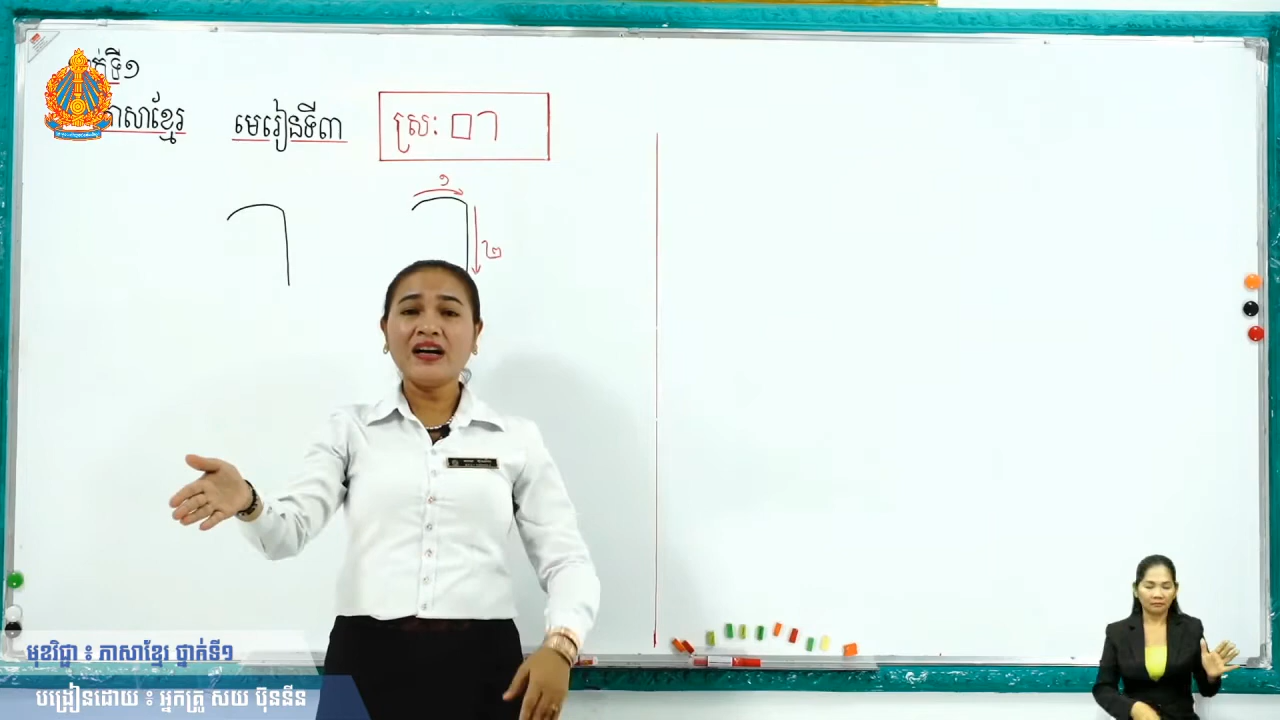 ថ្នាក់ទី១
ភាសាខ្មែរ មេរៀនទី៣ ស្រៈ □ា
១
២
មុខវិជ្ជា ៖ ភាសាខ្មែរ ថ្នាក់ទី១
បង្រៀនដោយ ៖ អ្នកគ្រូ សយ ប៊ុននីន